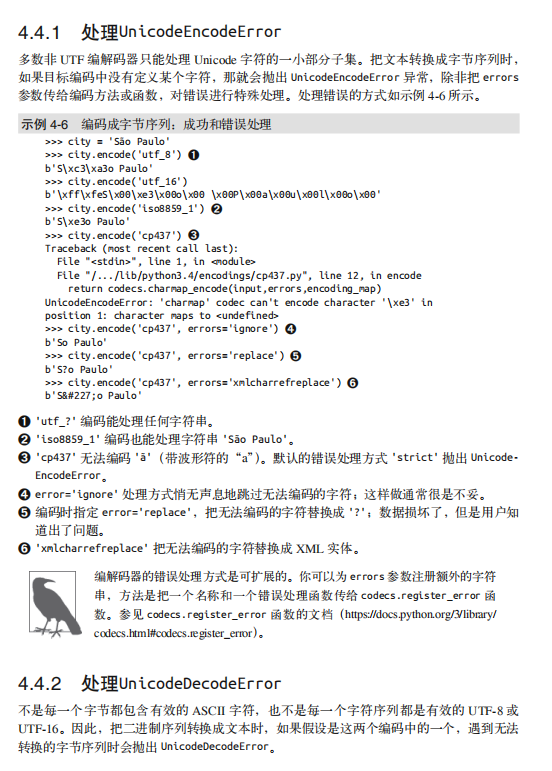 4.4.1 处理UnicodeEncodeError
多数非 UTF 编解码器只能处理 Unicode 字符的一小部分子集。把文本转换成字节序列时，
如果目标编码中没有定义某个字符，那就会抛出 UnicodeEncodeError 异常，除非把 errors
参数传给编码方法或函数，对错误进行特殊处理。处理错误的方式如示例 4-6 所示。
示例 4-6 编码成字节序列：成功和错误处理
>>> city = 'São Paulo'
>>> city.encode('utf_8') ❶
b'S\xc3\xa3o Paulo'
>>> city.encode('utf_16')
b'\xff\xfeS\x00\xe3\x00o\x00 \x00P\x00a\x00u\x00l\x00o\x00'
>>> city.encode('iso8859_1') ❷
b'S\xe3o Paulo'
>>> city.encode('cp437') ❸
Traceback (most recent call last):
  File "<stdin>", line 1, in <module>
  File "/.../lib/python3.4/encodings/cp437.py", line 12, in encode
    return codecs.charmap_encode(input,errors,encoding_map)
UnicodeEncodeError: 'charmap' codec can't encode character '\xe3' in
position 1: character maps to <undefined>
>>> city.encode('cp437', errors='ignore') ❹
b'So Paulo'
>>> city.encode('cp437', errors='replace') ❺
b'S?o Paulo'
>>> city.encode('cp437', errors='xmlcharrefreplace') ❻
b'S&#227;o Paulo'
❶ 'utf_?' 编码能处理任何字符串。
❷ 'iso8859_1' 编码也能处理字符串 'São Paulo'。
❸ 'cp437' 无法编码 'ã'（带波形符的“a”）。默认的错误处理方式 'strict' 抛出 Unicode-
EncodeError。
❹ error='ignore' 处理方式悄无声息地跳过无法编码的字符；这样做通常很是不妥。
❺ 编码时指定 error='replace'，把无法编码的字符替换成 '?'；数据损坏了，但是用户知
道出了问题。
❻ 'xmlcharrefreplace' 把无法编码的字符替换成 XML 实体。
编解码器的错误处理方式是可扩展的。你可以为 errors 参数注册额外的字符
串，方法是把一个名称和一个错误处理函数传给 codecs.register_error 函
数。参见 codecs.register_error 函数的文档（https://docs.python.org/3/library/
codecs.html#codecs.register_error）。
4.4.2 处理UnicodeDecodeError
不是每一个字节都包含有效的 ASCII 字符，也不是每一个字符序列都是有效的 UTF-8 或
UTF-16。因此，把二进制序列转换成文本时，如果假设是这两个编码中的一个，遇到无法
转换的字节序列时会抛出 UnicodeDecodeError。